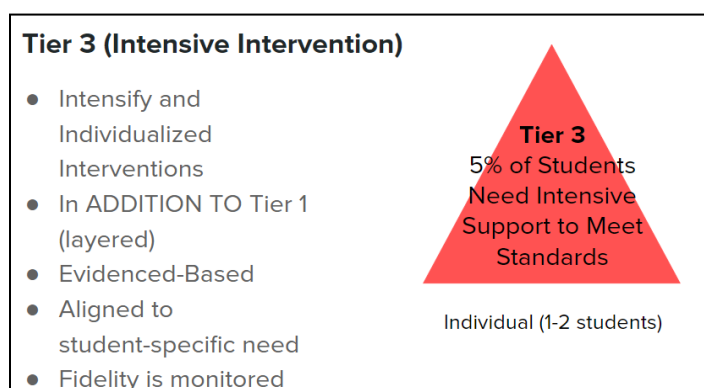 Tier 3 (Intensive Intervention)
● Intensify and
Individualized
Interventions
● In ADDITION TO Tier 1
(layered)
● Evidenced-Based
● Aligned to
student-specific need
● Fidelity is monitored
Tier 3
5% of Students
Need Intensive
Support to Meet
Standards
Individual (1-2 students)